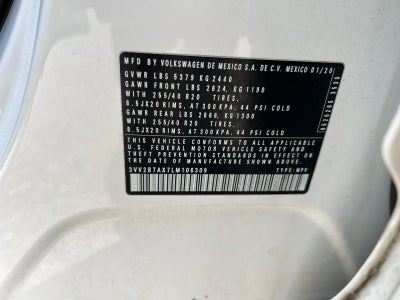 MFD BY VOLKSWAGEN DE MEXICO S.A. DE C.V. MEXICO 01/20
GVWR LBS 5379 KG 2440
GAWR FRONT LBS 2624, KG 1190
WITH 255/40 R20 TIRES,
8.5JX20 RIMS, AT 300 KPA, 44 PSI COLD
GAWR REAR LBS 2866, KG 1300
WITH 255/40 R20 TIRES,
8.5JX20 RIMS, AT 300 KPA, 44 PSI COLD
THIS VEHICLE CONFORMS TO ALL APPLICABLE
FEDERAL MOTOR VEHICLE SAFETY, BUMPER AND
THEFT PREVENTION STANDARDS IN EFFECT ON
THE DATE OF MANUFACTURE SHOWN ABOVE.
3VV2B7AX7LM106309 TYPE: MPV